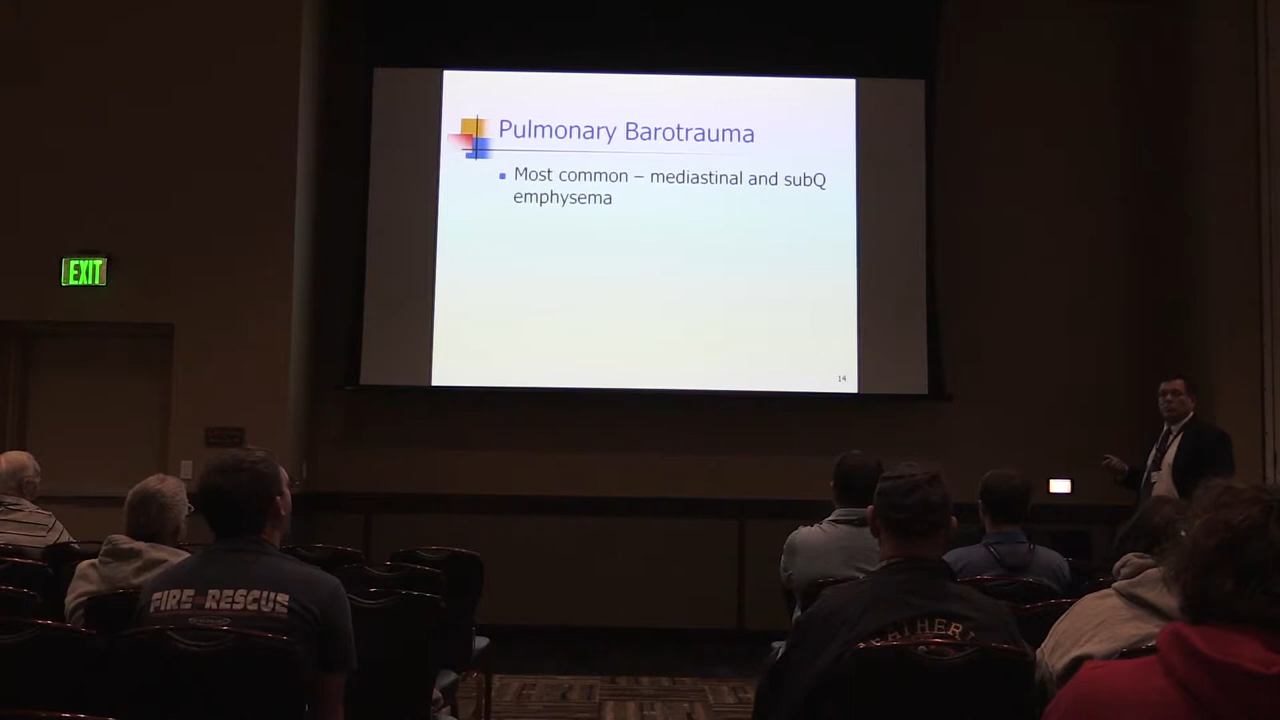 Pulmonary Barotrauma
Most common – mediastinal and subQ
emphysema
14
EXIT
FIRE RESCUE